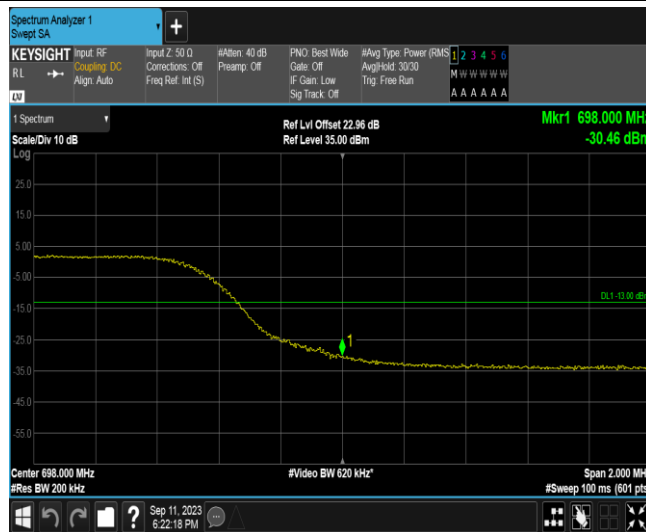 Spectrum Analyzer 1
Swept SA
KEYSIGHT
RL
LXI
Input: RF
Coupling: DC
Align: Auto
Input Z: 50 Ω
Corrections: Off
Freq Ref: Int (S)
#Atten: 40 dB
Preamp: Off
PNO: Best Wide
Gate: Off
IF Gain: Low
Sig Track: Off
#Avg Type: Power (RMS
Avg|Hold: 30/30
Trig: Free Run
1 2 3 4 5 6
M W W W W W
A A A A A A
1 Spectrum
Scale/Div 10 dB
Log
Ref Lvl Offset 22.96 dB
Ref Level 35.00 dBm
Mkr1 698.000 MHz
-30.46 dBm
25.0
15.0
5.00
-5.00
-15.0
-25.0
-35.0
-45.0
-55.0
DL1 -13.00 dBm
1
Center 698.000 MHz
#Res BW 200 kHz
#Video BW 620 kHz*
Span 2.000 MHz
#Sweep 100 ms (601 pts)
?
Sep 11, 2023
6:22:18 PM